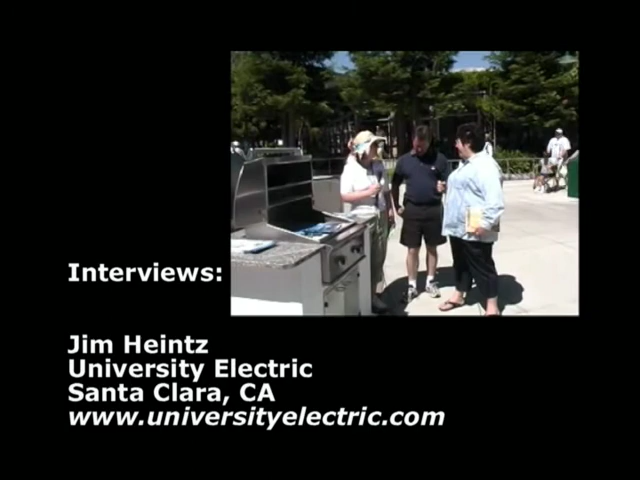 Interviews:
Jim Heintz
University Electric
Santa Clara, CA
www.universityelectric.com